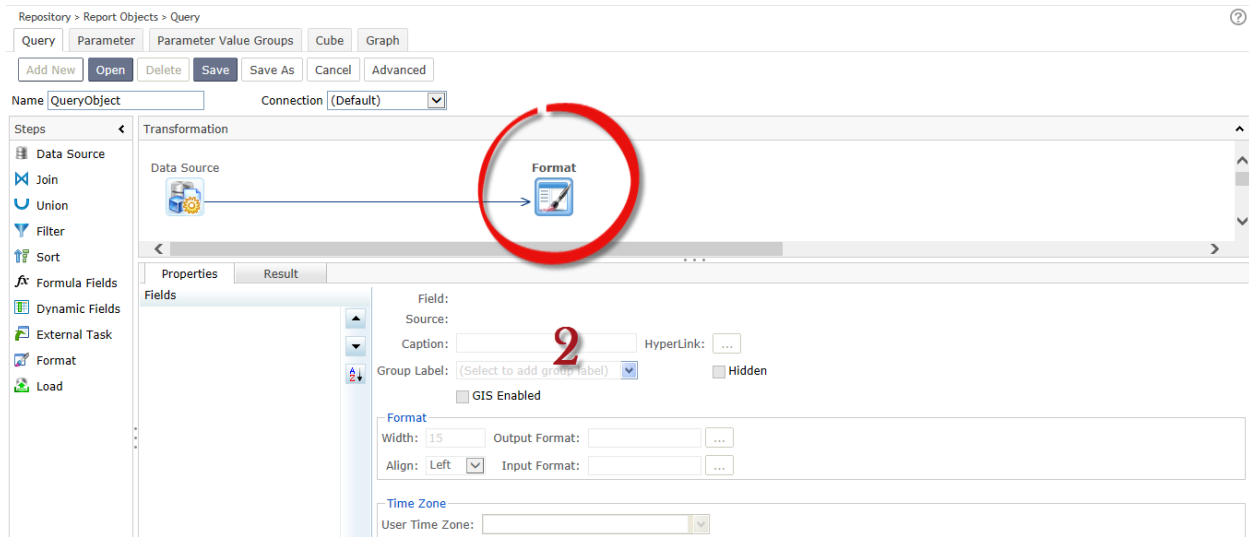 Repository > Report Objects > Query
Query Parameter Parameter Value Groups Cube Graph
Add New Open Delete Save Save As Cancel Advanced
Name QueryObject Connection (Default)
Steps Transformation
Data Source
Join
Union
Filter
Sort
fx Formula Fields
Dynamic Fields
External Task
Format
Load
Data Source Format
Properties Result
Fields
Field:
Source:
Caption: HyperLink: ...
2
Group Label: (Select to add group label) Hidden
GIS Enabled
Format
Width: 15 Output Format: ...
Align: Left Input Format: ...
Time Zone
User Time Zone: